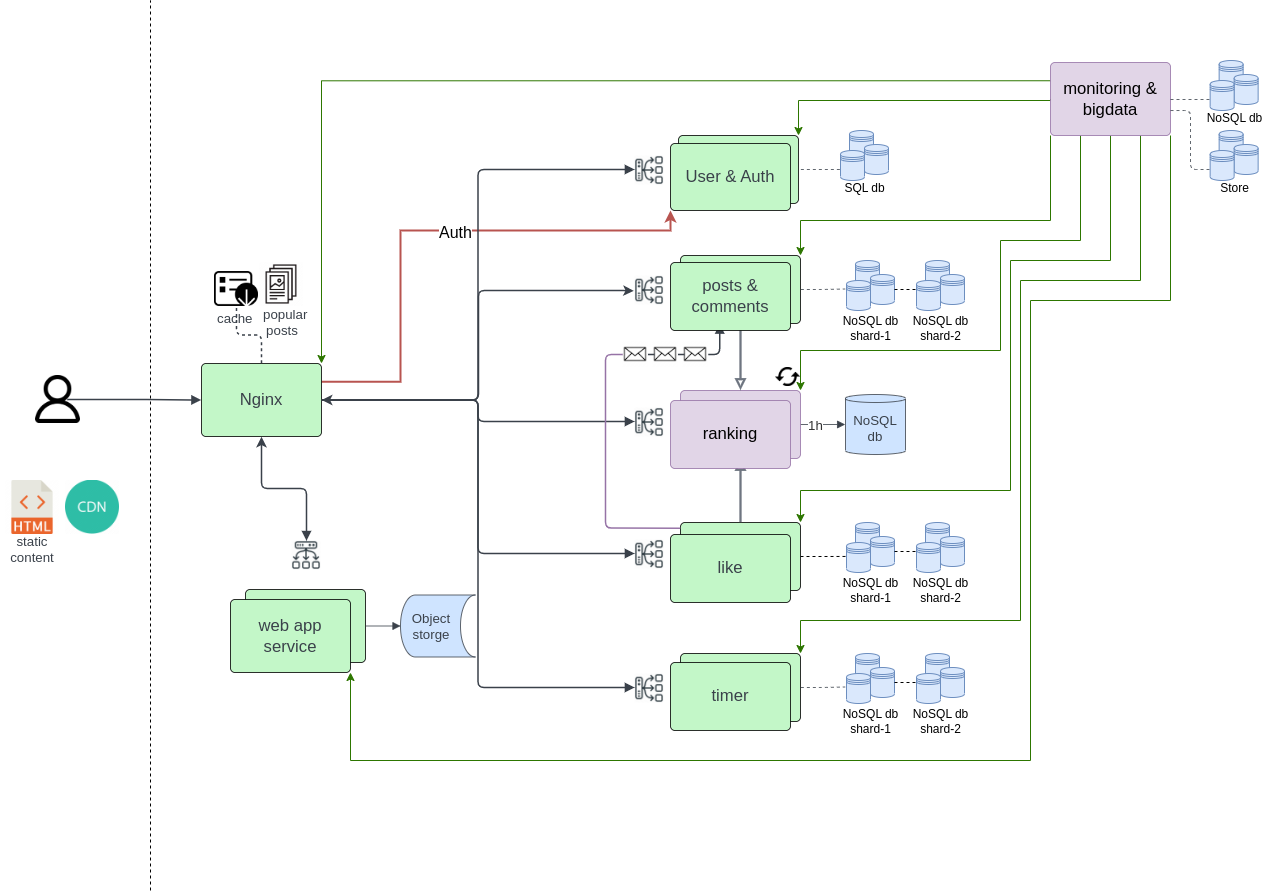 monitoring &
bigdata
NoSQL db
Store
User & Auth
SQL db
Auth
cache
popular
posts
posts &
comments
NoSQL db
shard-1
NoSQL db
shard-2
Nginx
ranking
1h
NoSQL
db
CDN
HTML
static
content
like
NoSQL db
shard-1
NoSQL db
shard-2
web app
service
Object
storge
timer
NoSQL db
shard-1
NoSQL db
shard-2